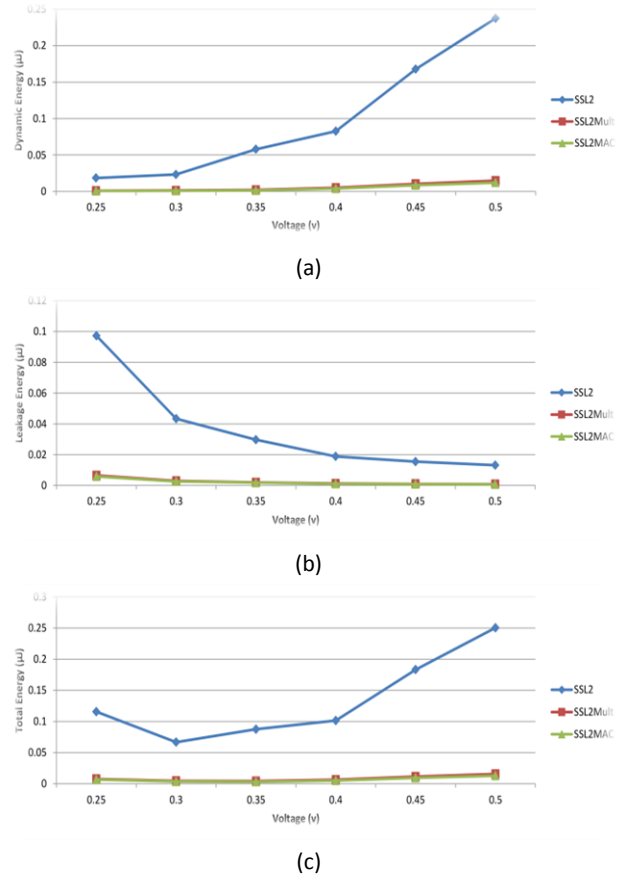 0.25
0.2
0.15
0.1
0.05
0
Dynamic Energy (µJ)
0.25 0.3 0.35 0.4 0.45 0.5
Voltage (v)
SSL2
SSL2Mult
SSL2MAC
(a)
0.12
0.1
0.08
0.06
0.04
0.02
0
Leakage Energy (µJ)
0.25 0.3 0.35 0.4 0.45 0.5
Voltage (v)
SSL2
SSL2Mult
SSL2MAC
(b)
0.3
0.25
0.2
0.15
0.1
0.05
0
Total Energy (µJ)
0.25 0.3 0.35 0.4 0.45 0.5
Voltage (v)
SSL2
SSL2Mult
SSL2MAC
(c)